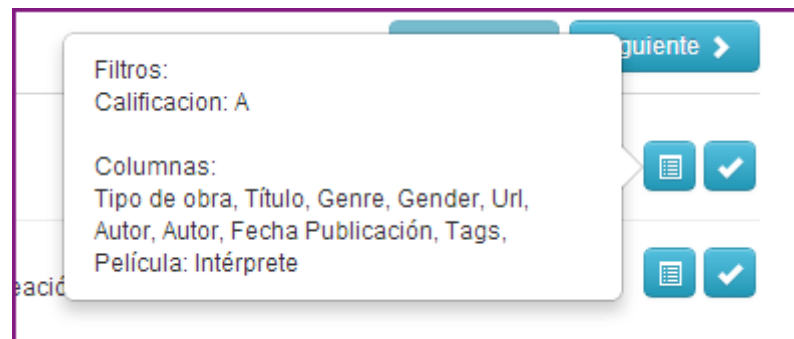 Filtros:
Calificacion: A
Columnas:
Tipo de obra, Título, Genre, Gender, Url,
Autor, Autor, Fecha Publicación, Tags,
Película: Intérprete
guiente
eació